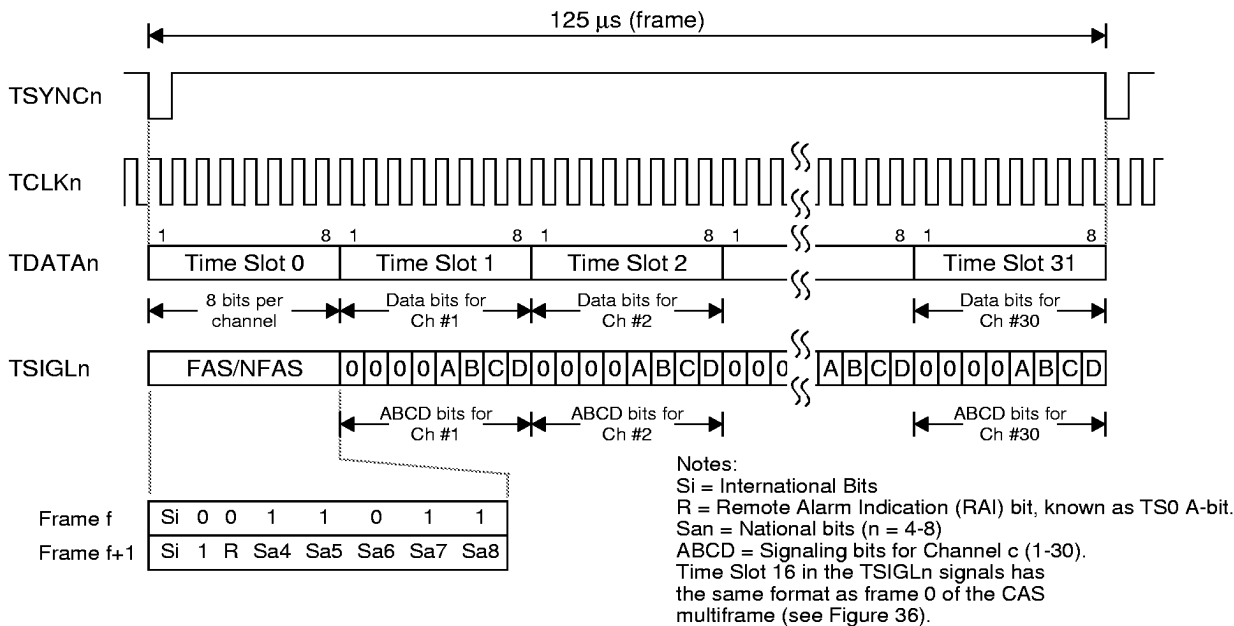 125 µs (frame)
TSYNCn
TCLKn
1 8 1 8 1 8 1 8 1 8
TDATAn Time Slot 0 Time Slot 1 Time Slot 2 Time Slot 31
8 bits per channel
Data bits for Ch #1
Data bits for Ch #2
Data bits for Ch #30
TSIGLn FAS/NFAS 0 0 0 0 A B C D 0 0 0 0 A B C D 0 0 0 A B C D 0 0 0 0 A B C D
ABCD bits for Ch #1
ABCD bits for Ch #2
ABCD bits for Ch #30
Frame f Si 0 0 1 1 0 1 1
Frame f+1 Si 1 R Sa4 Sa5 Sa6 Sa7 Sa8
Notes:
Si = International Bits
R = Remote Alarm Indication (RAI) bit, known as TS0 A-bit.
San = National bits (n = 4-8)
ABCD = Signaling bits for Channel c (1-30).
Time Slot 16 in the TSIGLn signals has
the same format as frame 0 of the CAS
multiframe (see Figure 36).